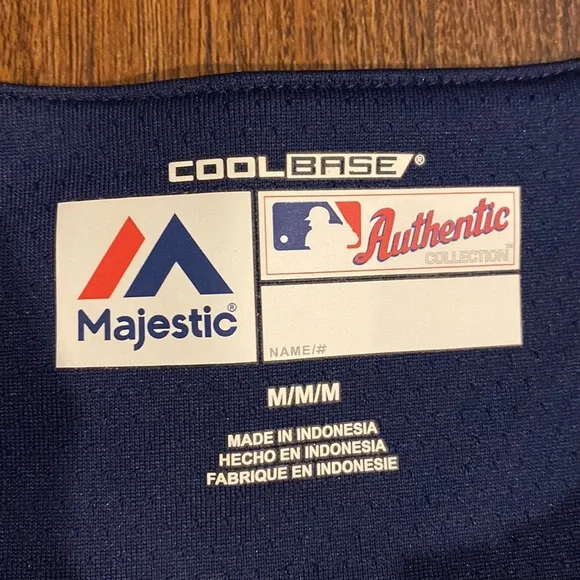 COOLBASE®
Majestic®
Authentic
COLLECTION™
NAME/#
M/M/M
MADE IN INDONESIA
HECHO EN INDONESIA
FABRIQUE EN INDONESIE